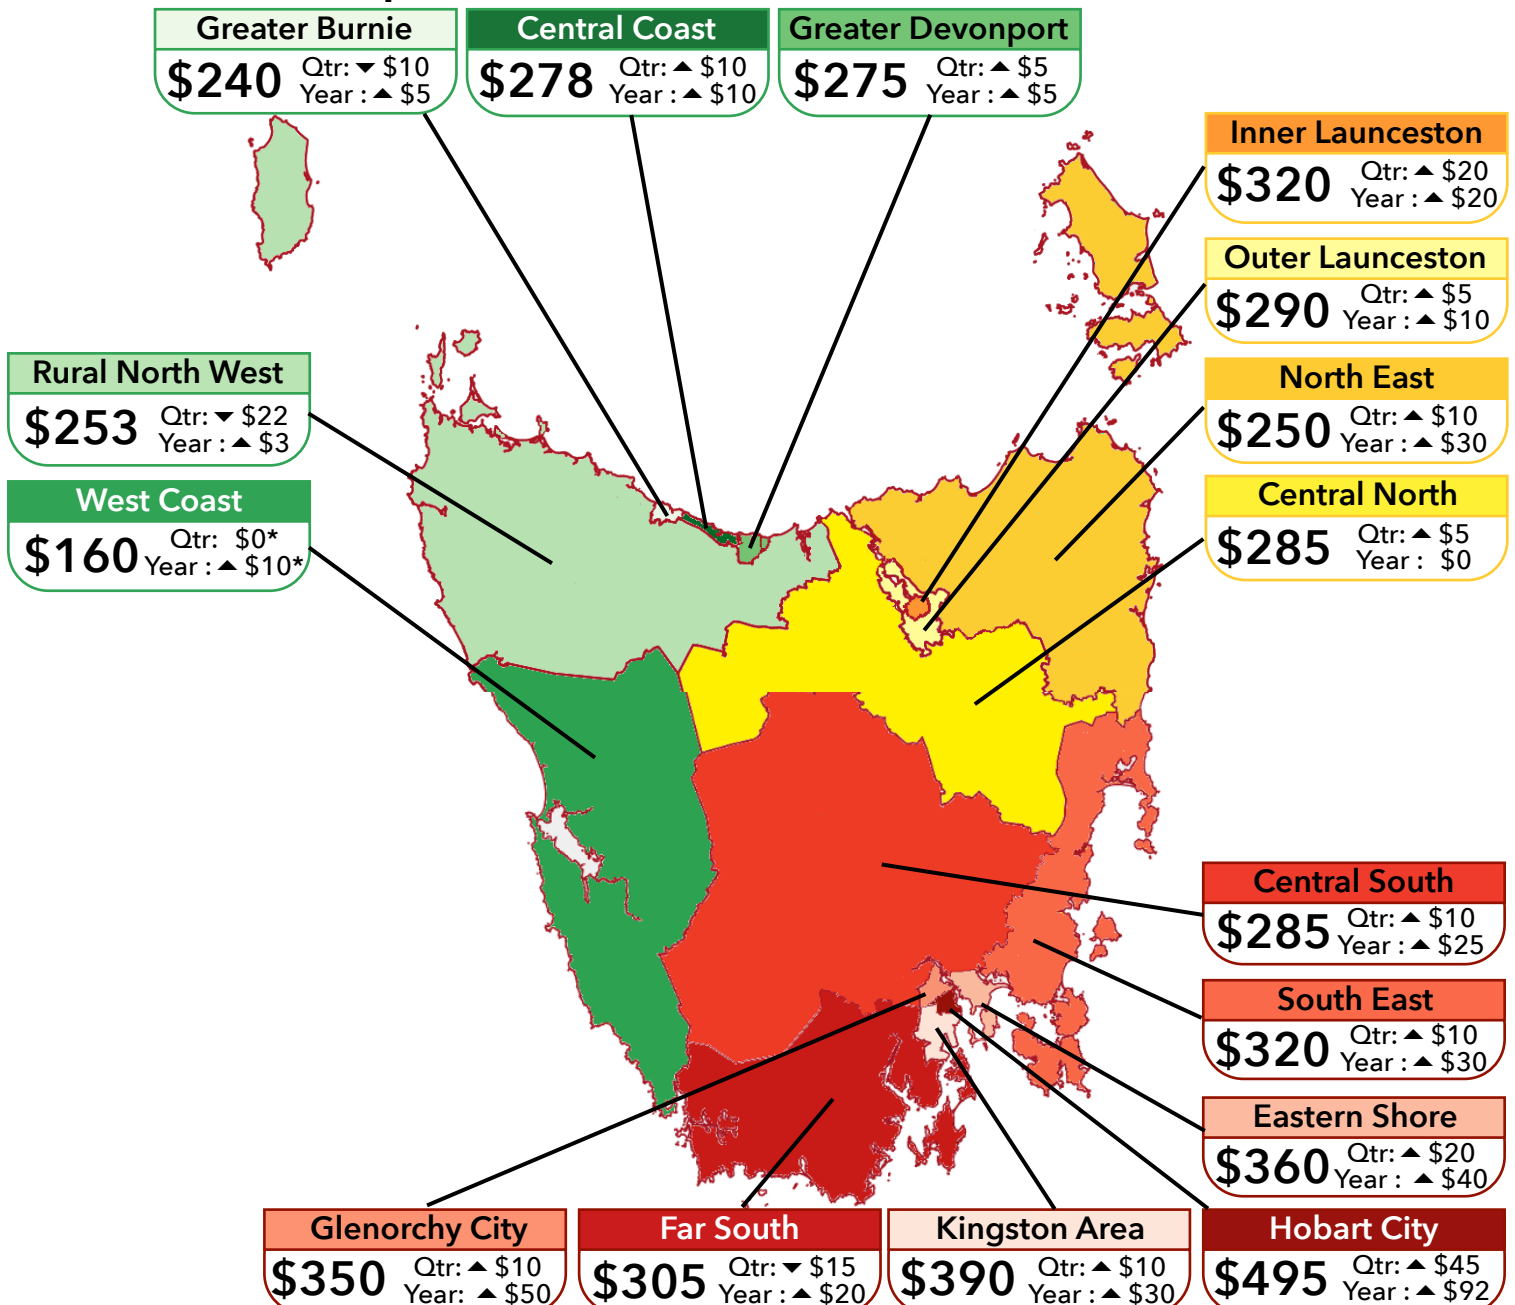 Greater Burnie
$240 Qtr: ▼ $10
Year : ▲ $5
Central Coast
$278 Qtr: ▲ $10
Year : ▲ $10
Greater Devonport
$275 Qtr: ▲ $5
Year : ▲ $5
Inner Launceston
$320 Qtr: ▲ $20
Year : ▲ $20
Outer Launceston
$290 Qtr: ▲ $5
Year : ▲ $10
Rural North West
$253 Qtr: ▼ $22
Year : ▲ $3
North East
$250 Qtr: ▲ $10
Year : ▲ $30
West Coast
$160 Qtr: $0*
Year : ▲ $10*
Central North
$285 Qtr: ▲ $5
Year : $0
Central South
$285 Qtr: ▲ $10
Year : ▲ $25
South East
$320 Qtr: ▲ $10
Year : ▲ $30
Eastern Shore
$360 Qtr: ▲ $20
Year : ▲ $40
Glenorchy City
$350 Qtr: ▲ $10
Year: ▲ $50
Far South
$305 Qtr: ▼ $15
Year : ▲ $20
Kingston Area
$390 Qtr: ▲ $10
Year : ▲ $30
Hobart City
$495 Qtr: ▲ $45
Year : ▲ $92